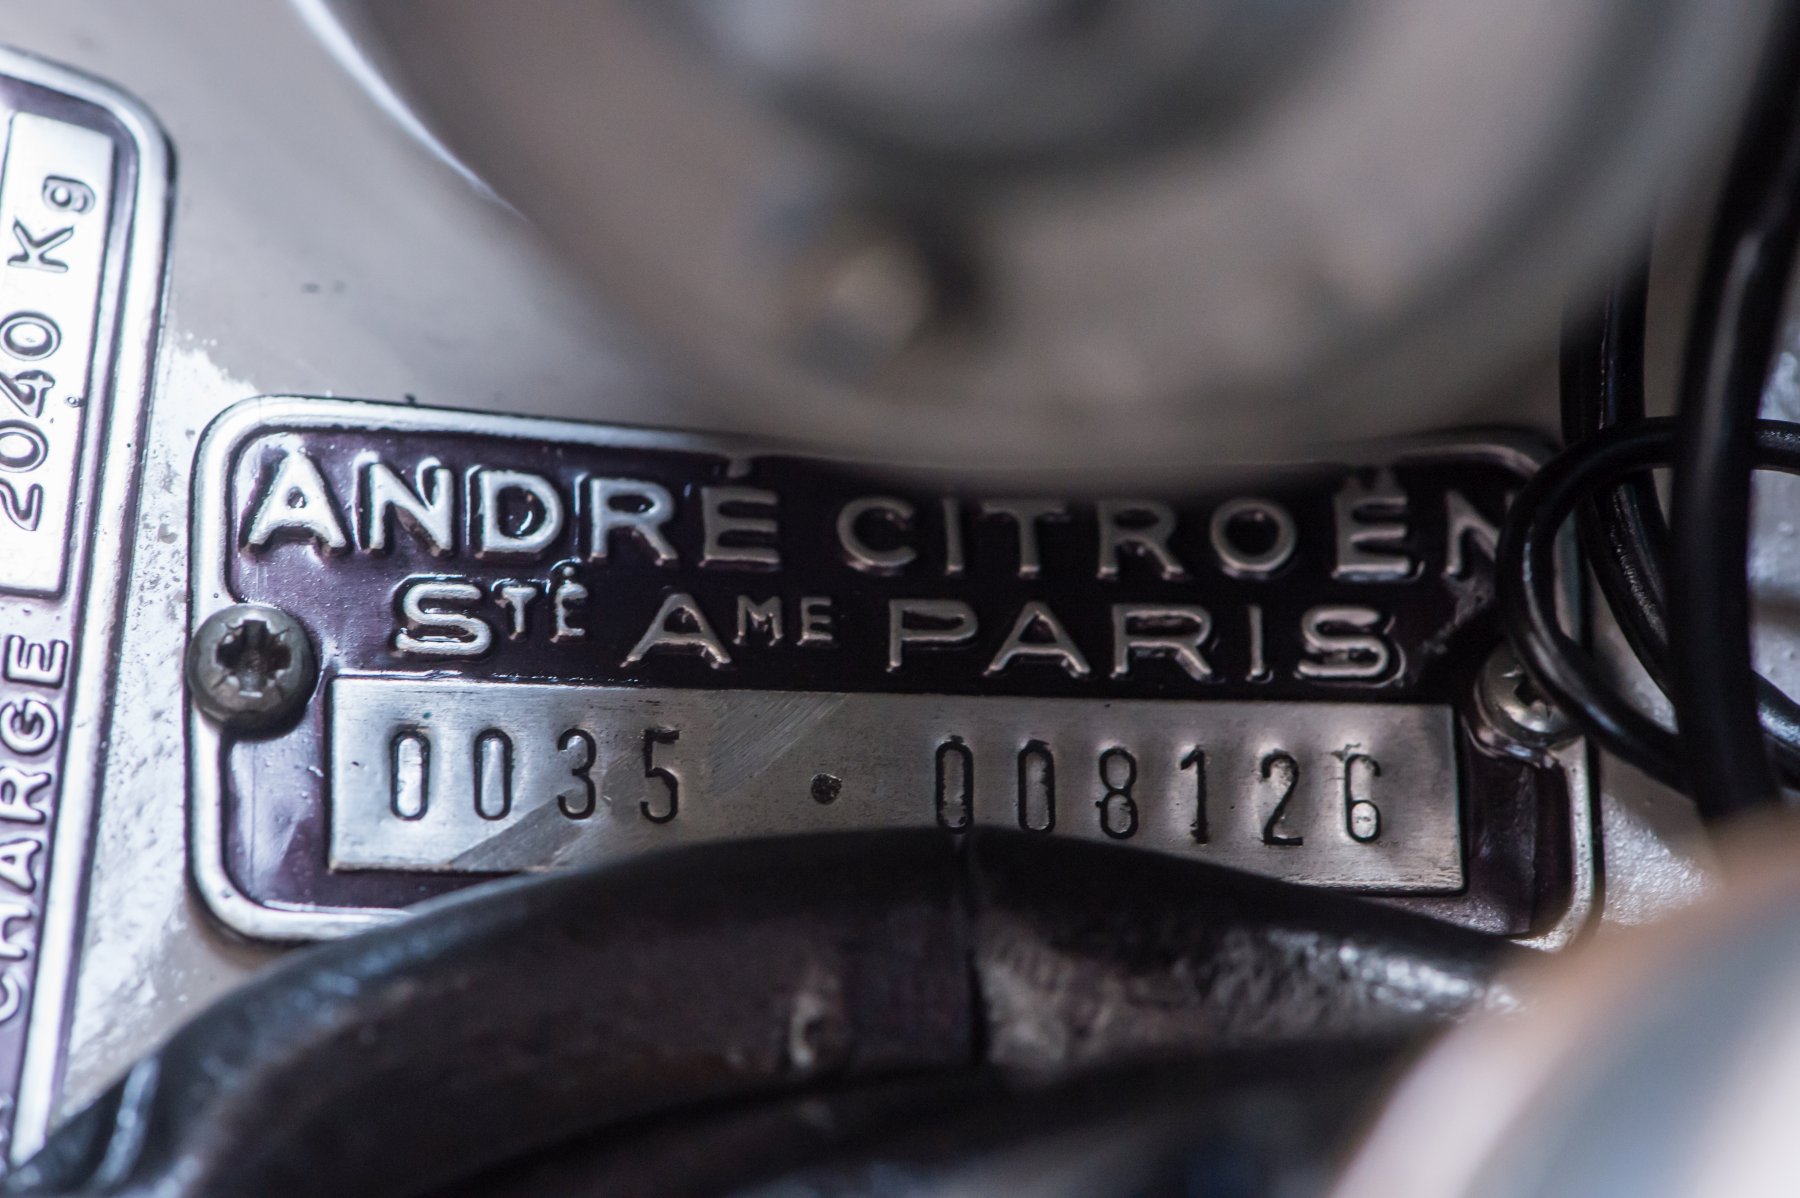 ANDRÉ CITROËN
STÉ AME PARIS
0035 • 008126
CHARGE 2040 Kg